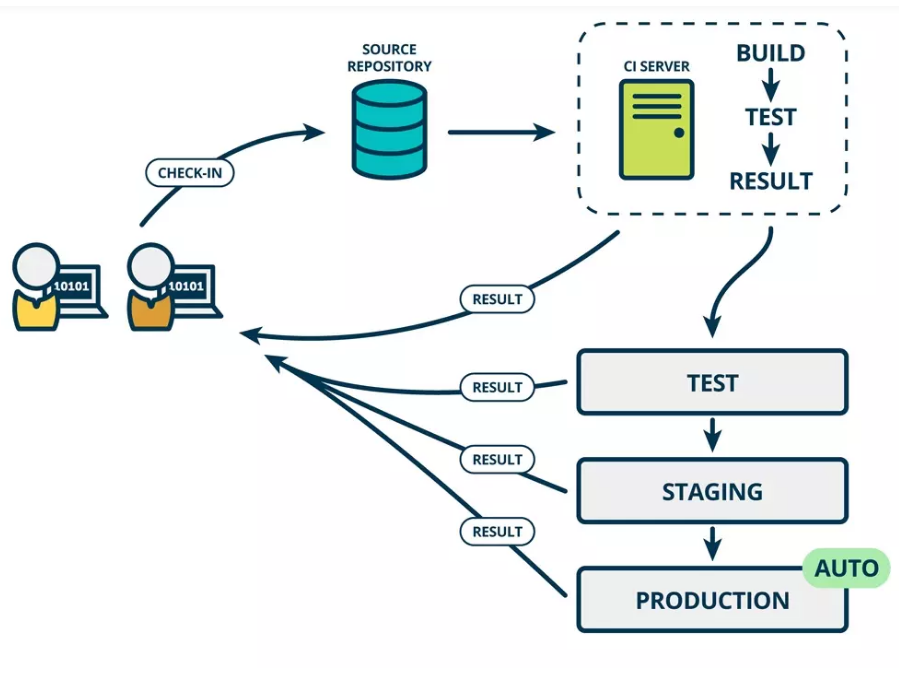 SOURCE
REPOSITORY
CI SERVER
BUILD
TEST
RESULT
CHECK-IN
10101
10101
RESULT
RESULT
TEST
RESULT
STAGING
RESULT
AUTO
PRODUCTION